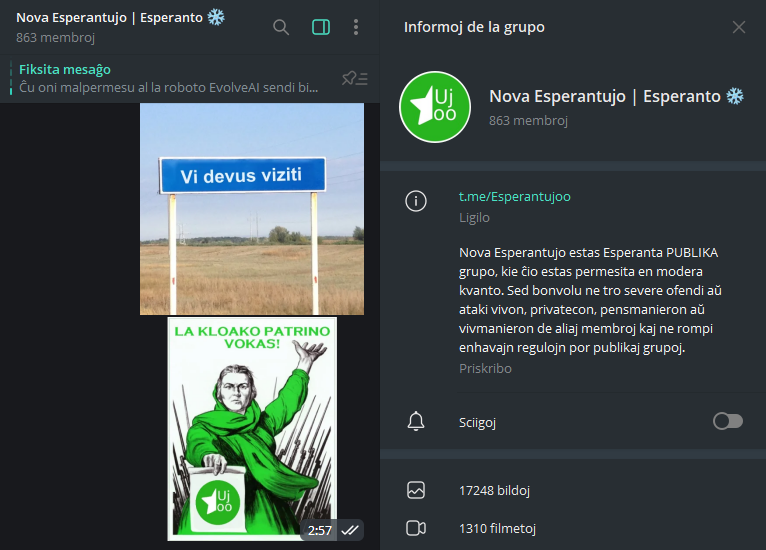 Nova Esperantujo | Esperanto ❄️
863 membroj
Fiksita mesaĝo
Ĉu oni malpermesu al la roboto EvolveAI sendi bi...
Vi devus viziti
LA KLOAKO PATRINO
VOKAS!
Uj
oo
2:57
Informoj de la grupo
Uj
oo
Nova Esperantujo | Esperanto ❄️
863 membroj
t.me/Esperantujoo
Ligilo
Nova Esperantujo estas Esperanta PUBLIKA
grupo, kie ĉio estas permesita en modera
kvanto. Sed bonvolu ne tro severe ofendi aŭ
ataki vivon, privatecon, pensmanieron aŭ
vivmanieron de aliaj membroj kaj ne rompi
enhavajn regulojn por publikaj grupoj.
Priskribo
Sciigoj
17248 bildoj
1310 filmetoj